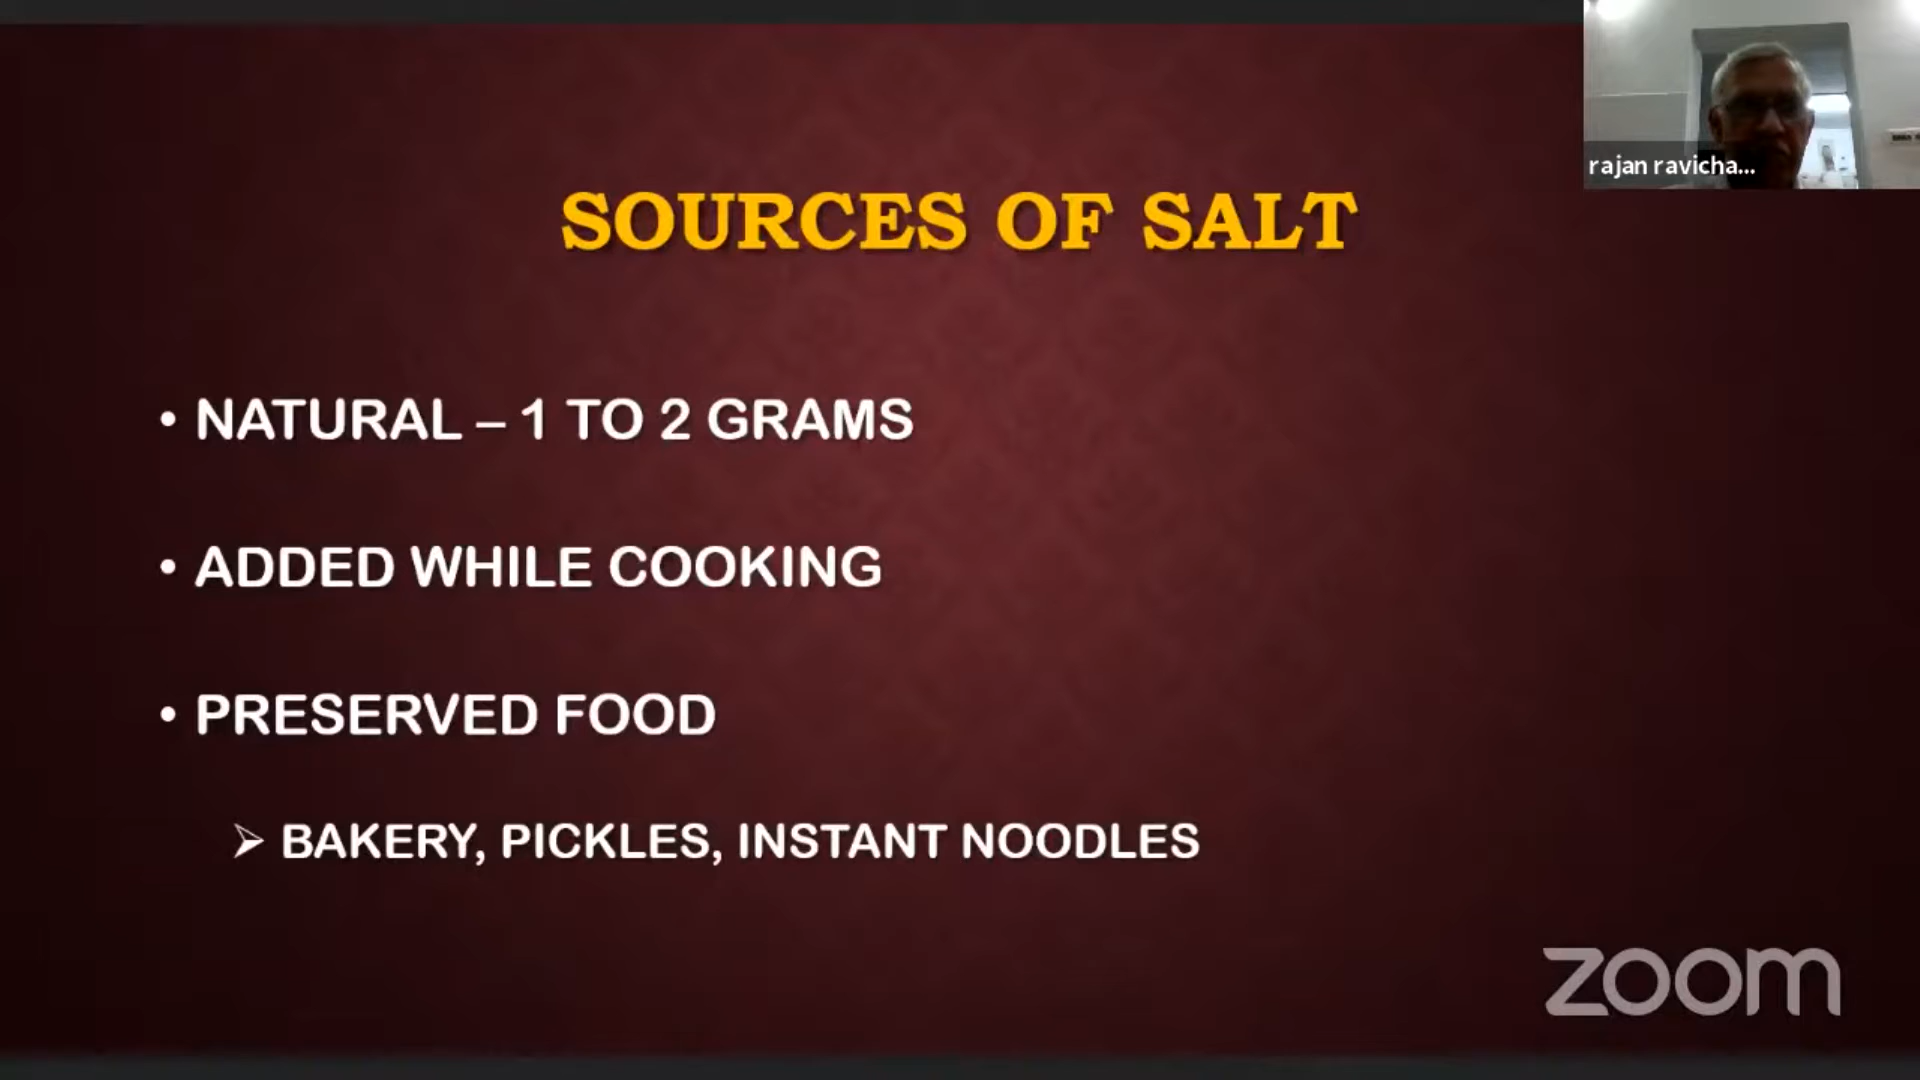 rajan ravicha...
SOURCES OF SALT
• NATURAL – 1 TO 2 GRAMS
• ADDED WHILE COOKING
• PRESERVED FOOD
➢ BAKERY, PICKLES, INSTANT NOODLES
zoom